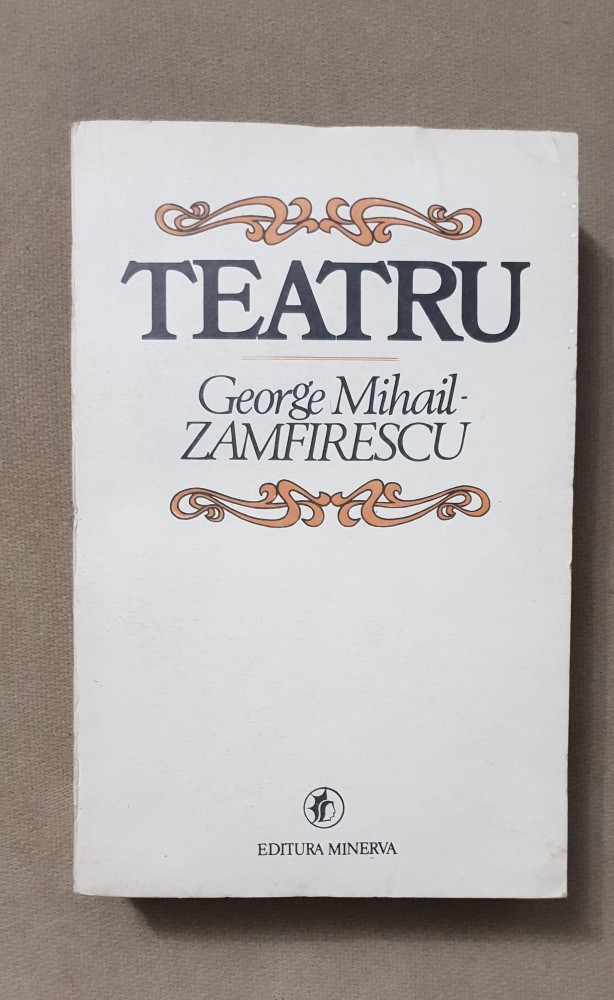 TEATRU
George Mihail-
ZAMFIRESCU
EDITURA MINERVA